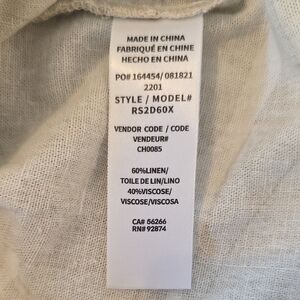 MADE IN CHINA
FABRIQUÉ EN CHINE
HECHO EN CHINA
PO# 164454/ 081821
2201
STYLE / MODEL#
RS2D60X
VENDOR CODE / CODE
VENDEUR#
CH0085
60%LINEN/
TOILE DE LIN/LINO
40%VISCOSE/
VISCOSE/VISCOSA
CA# 56266
RN# 92874